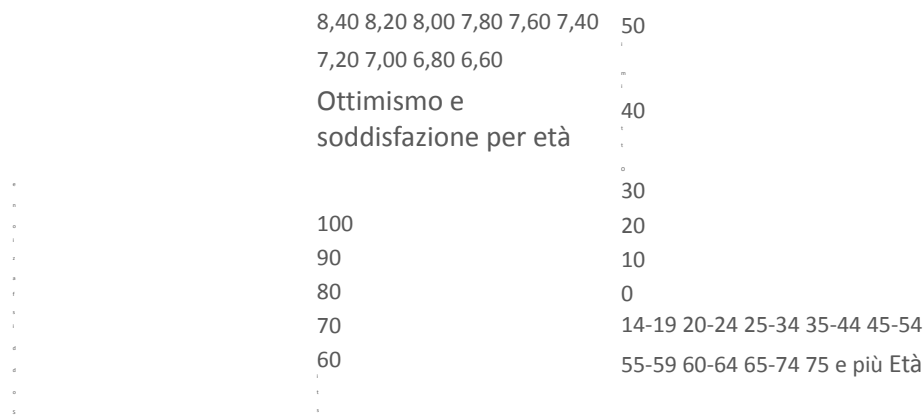 8,40 8,20 8,00 7,80 7,60 7,40
7,20 7,00 6,80 6,60
Ottimismo e
soddisfazione per età
100
90
80
70
60
50
40
30
20
10
0
14-19 20-24 25-34 35-44 45-54
55-59 60-64 65-74 75 e più Età